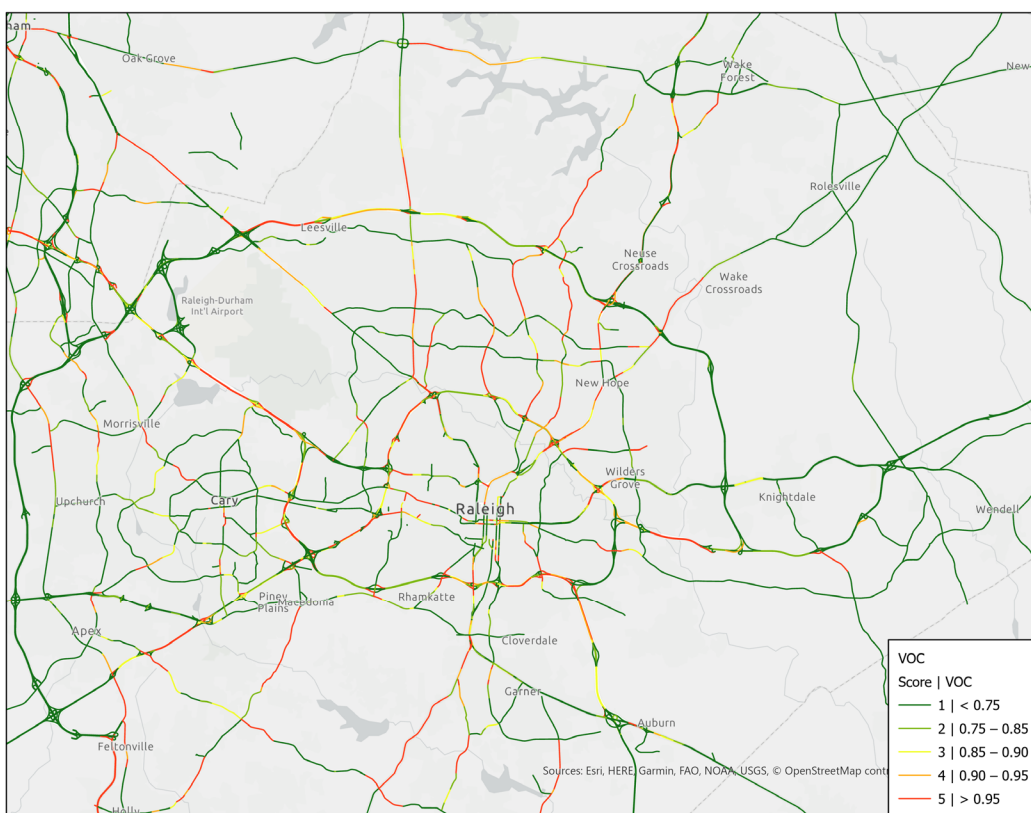 ham
Oak Grove
Wake
Forest
New
Rolesville
Leesville
Neuse
Crossroads
Wake
Crossroads
Raleigh-Durham
Int'l Airport
New Hope
Morrisville
Wilders
Grove
Upchurch
Cary
Raleigh
Knightdale
Wendell
Piney
Plains
Macedonia
Rhamkatte
Apex
Cloverdale
Garner
Auburn
Feltonville
Holly
Sources: Esri, HERE, Garmin, FAO, NOAA, USGS, © OpenStreetMap contr
VOC
Score | VOC
1 | < 0.75
2 | 0.75 – 0.85
3 | 0.85 – 0.90
4 | 0.90 – 0.95
5 | > 0.95